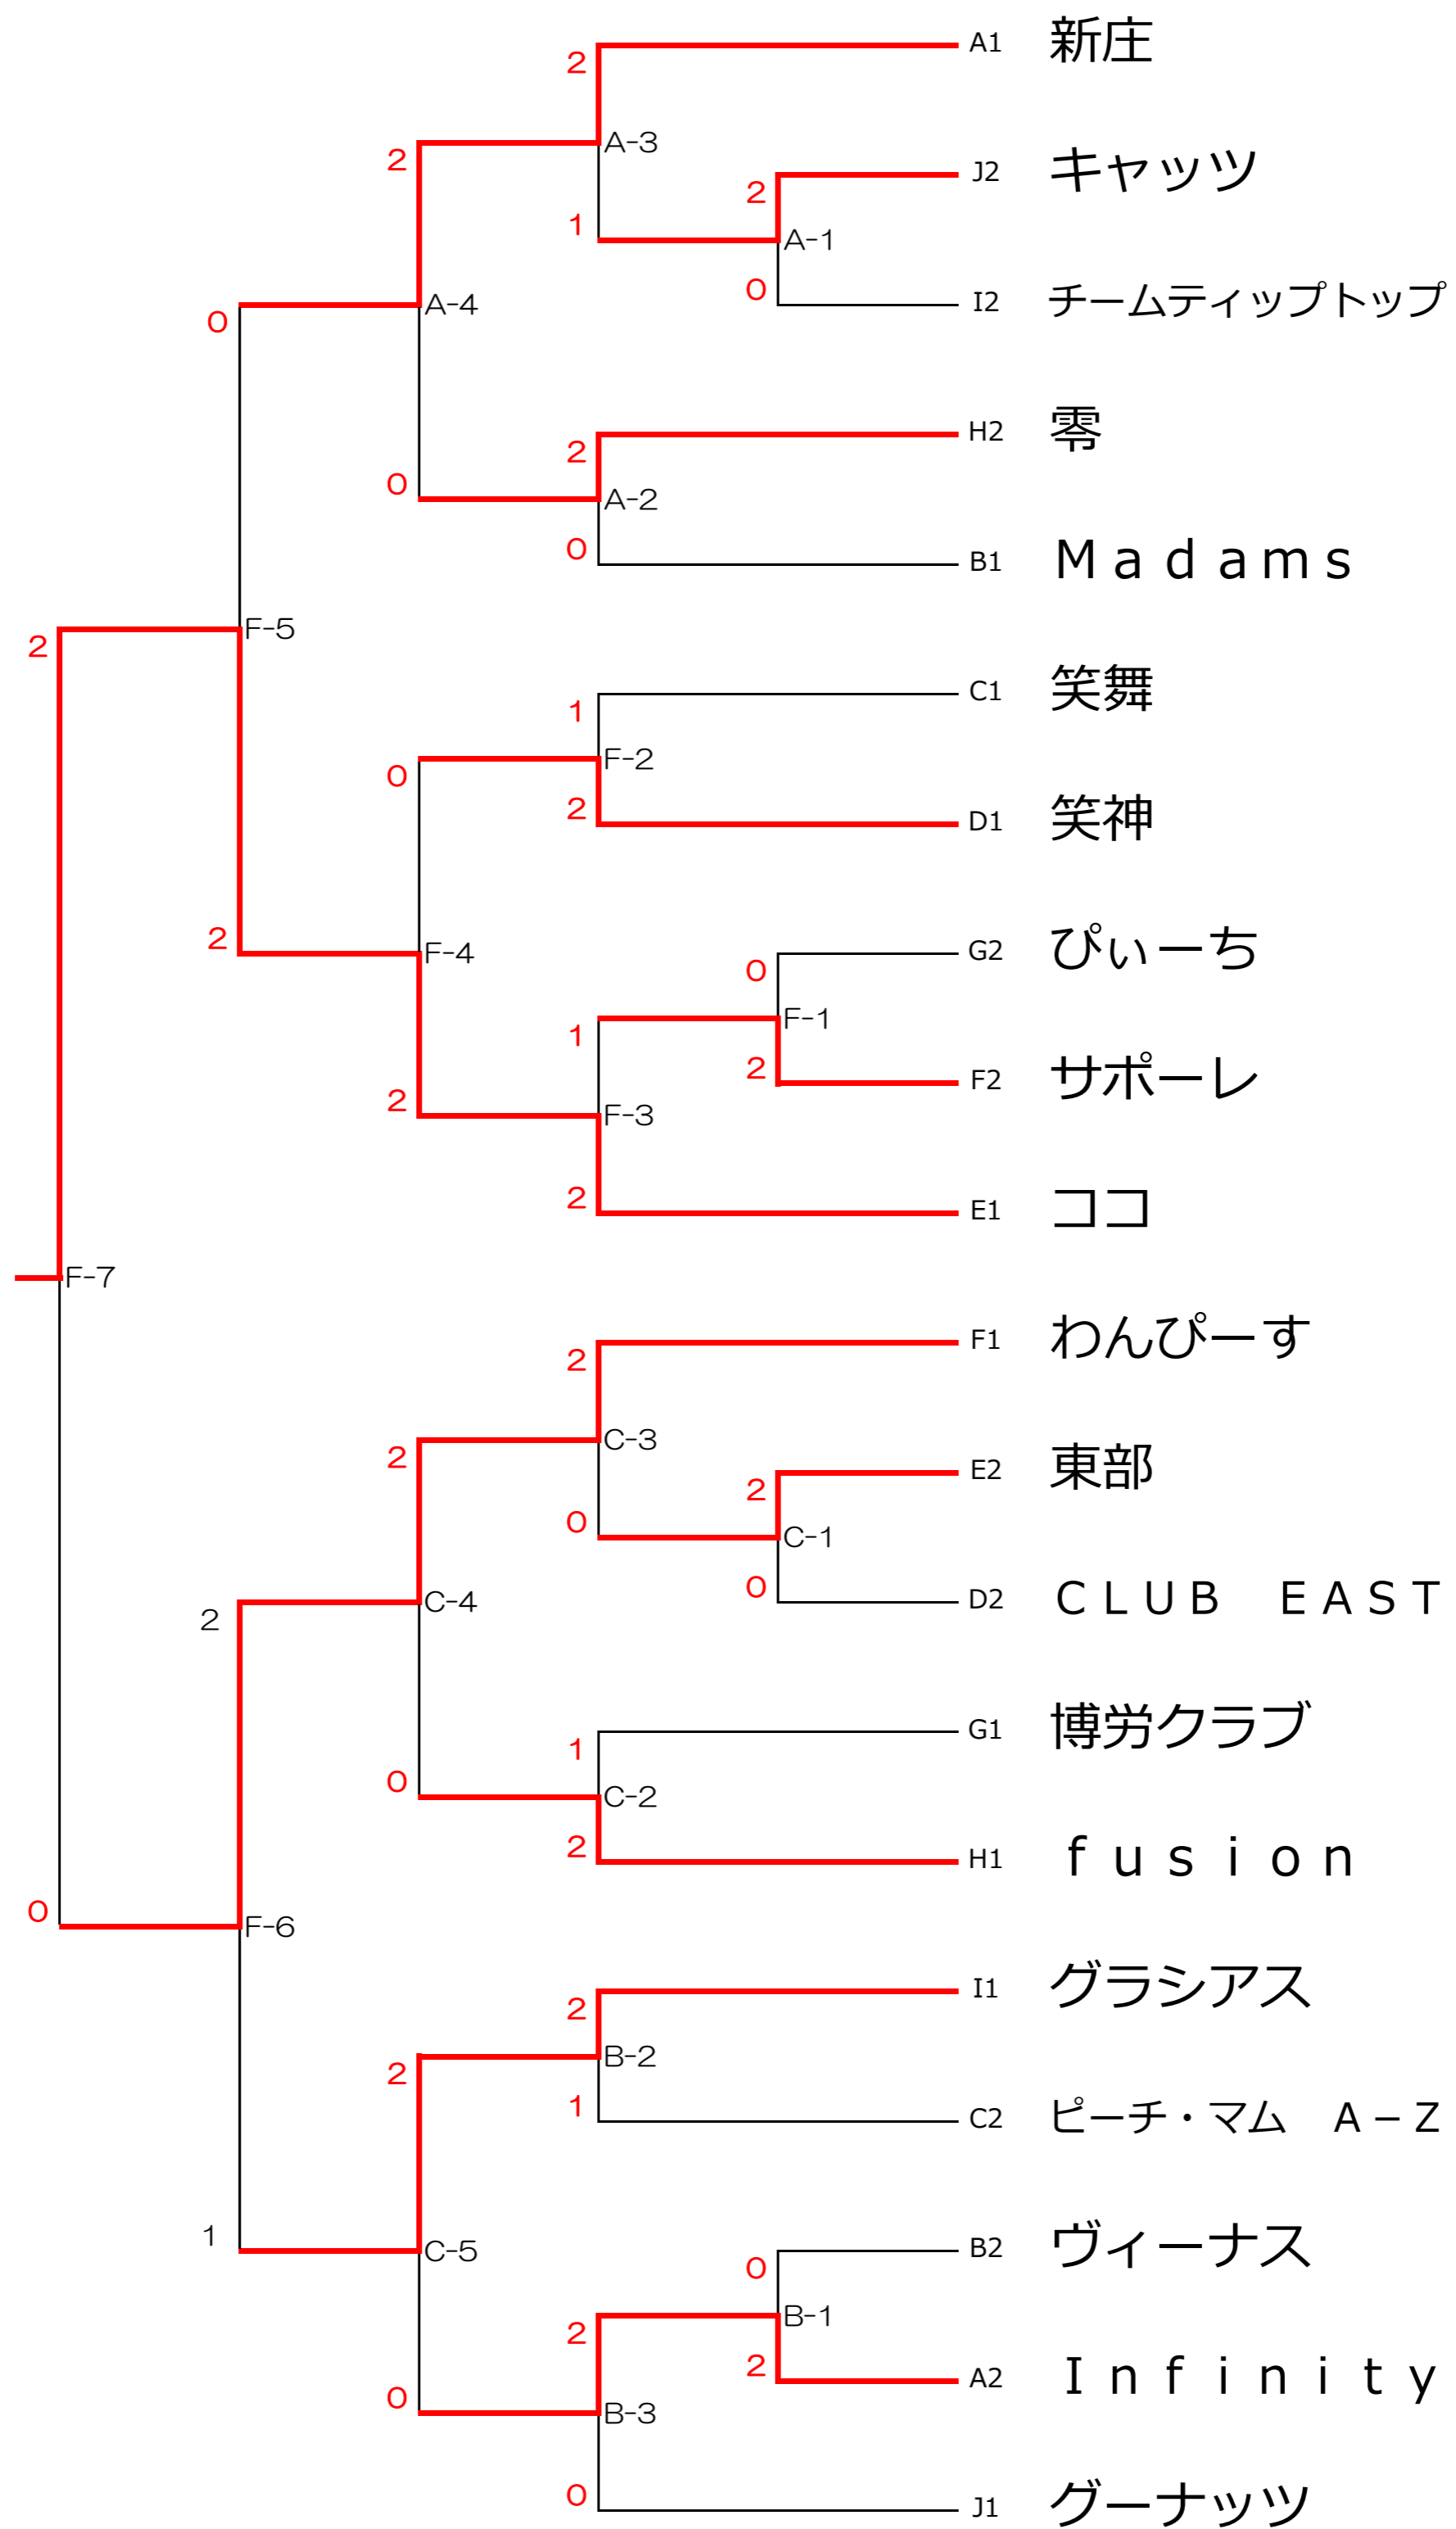 A1 新庄
2
A-3
2
J2 キャッツ
2
1
A-1
0
I2 チームティップトップ
A-4
0
H2 零
2
0
A-2
0
B1 Ｍａｄａｍｓ
F-5
2
C1 笑舞
1
F-2
0
2
D1 笑神
2
F-4
G2 ぴぃーち
0
F-1
1
2
F2 サポーレ
2
F-3
2
E1 ココ
F-7
F1 わんぴーす
2
C-3
2
E2 東部
2
0
C-1
0
D2 ＣＬＵＢ　ＥＡＳＴ
C-4
2
G1 博労クラブ
1
0
C-2
2
H1 ｆｕｓｉｏｎ
0
F-6
I1 グラシアス
2
B-2
2
1
C2 ピーチ・マム　Ａ－Ｚ
1
C-5
B2 ヴィーナス
0
B-1
2
2
A2 Ｉｎｆｉｎｉｔｙ
0
B-3
0
J1 グーナッツ